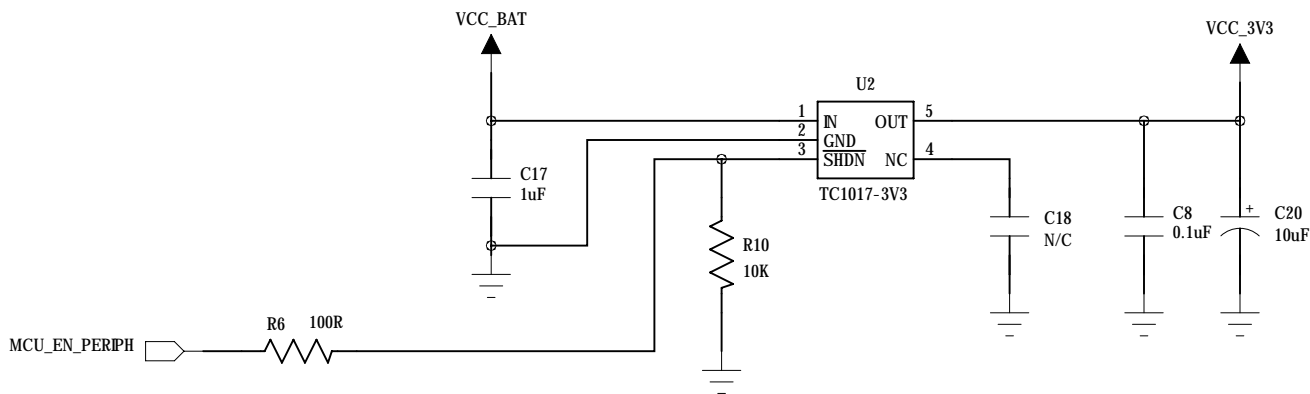 VCC_BAT
VCC_3V3
U2
1 IN OUT 5
2 GND
3 SHDN NC 4
TC1017-3V3
C17
1uF
R10
10K
C18
N/C
C8
0.1uF
+
C20
10uF
R6 100R
MCU_EN_PERIPH